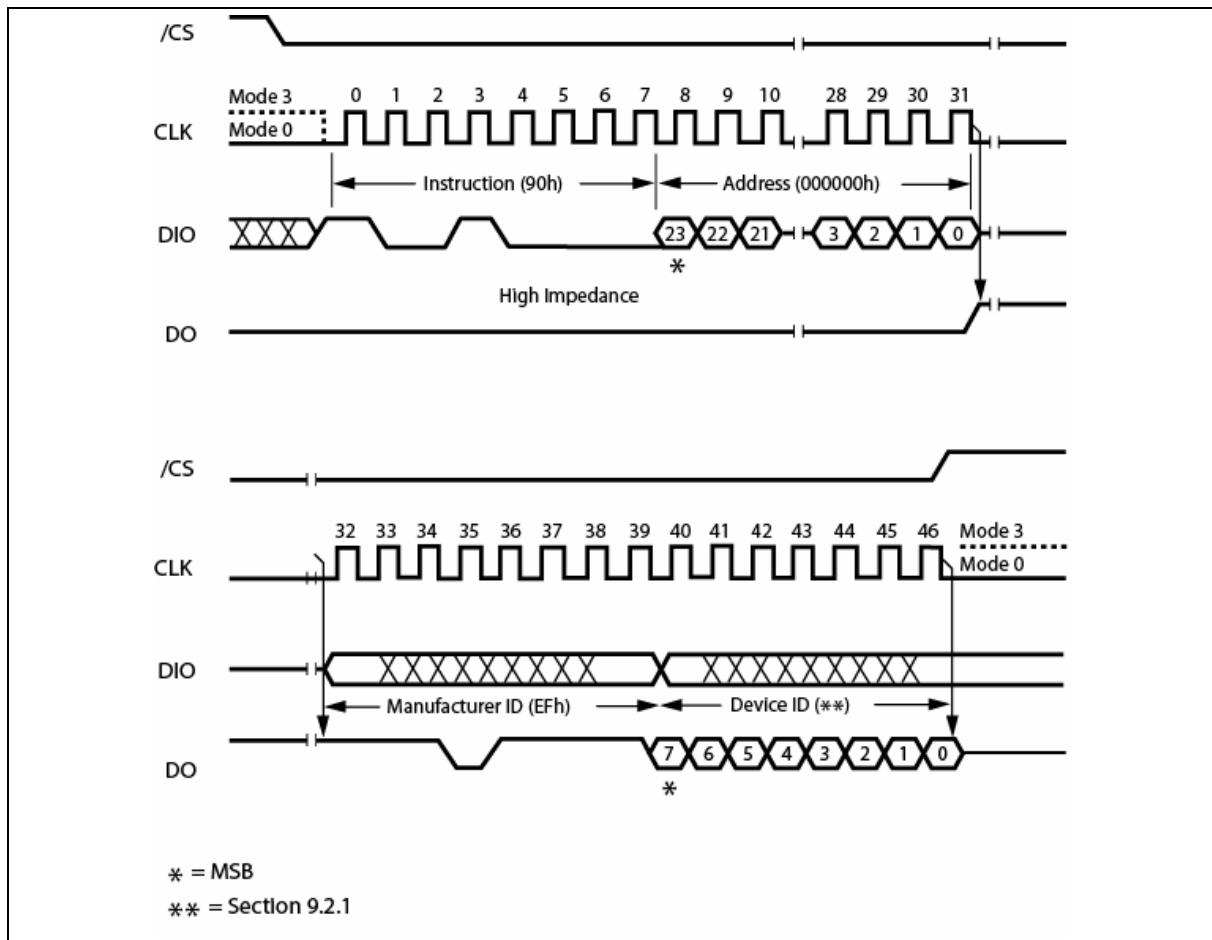 /CS
Mode 3
0 1 2 3 4 5 6 7 8 9 10 28 29 30 31
CLK
Mode 0
Instruction (90h)
Address (000000h)
DIO
23 22 21 3 2 1 0
*
High Impedance
DO
/CS
32 33 34 35 36 37 38 39 40 41 42 43 44 45 46
Mode 3
CLK
Mode 0
DIO
Manufacturer ID (EFh)
Device ID (**)
DO
7 6 5 4 3 2 1 0
*
* = MSB
** = Section 9.2.1